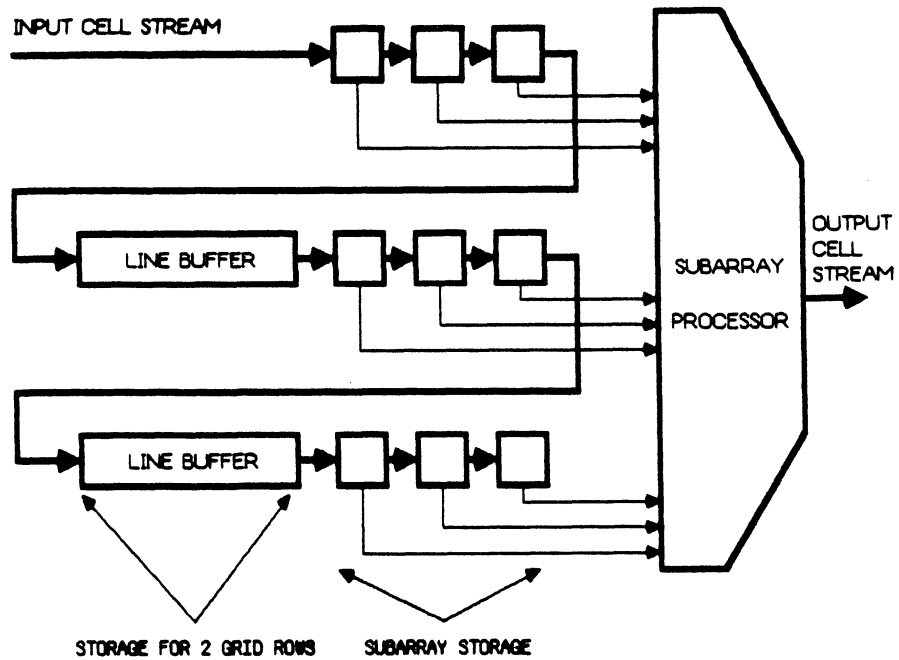 INPUT CELL STREAM
LINE BUFFER
SUBARRAY
PROCESSOR
OUTPUT
CELL
STREAM
LINE BUFFER
STORAGE FOR 2 GRID ROWS
SUBARRAY STORAGE